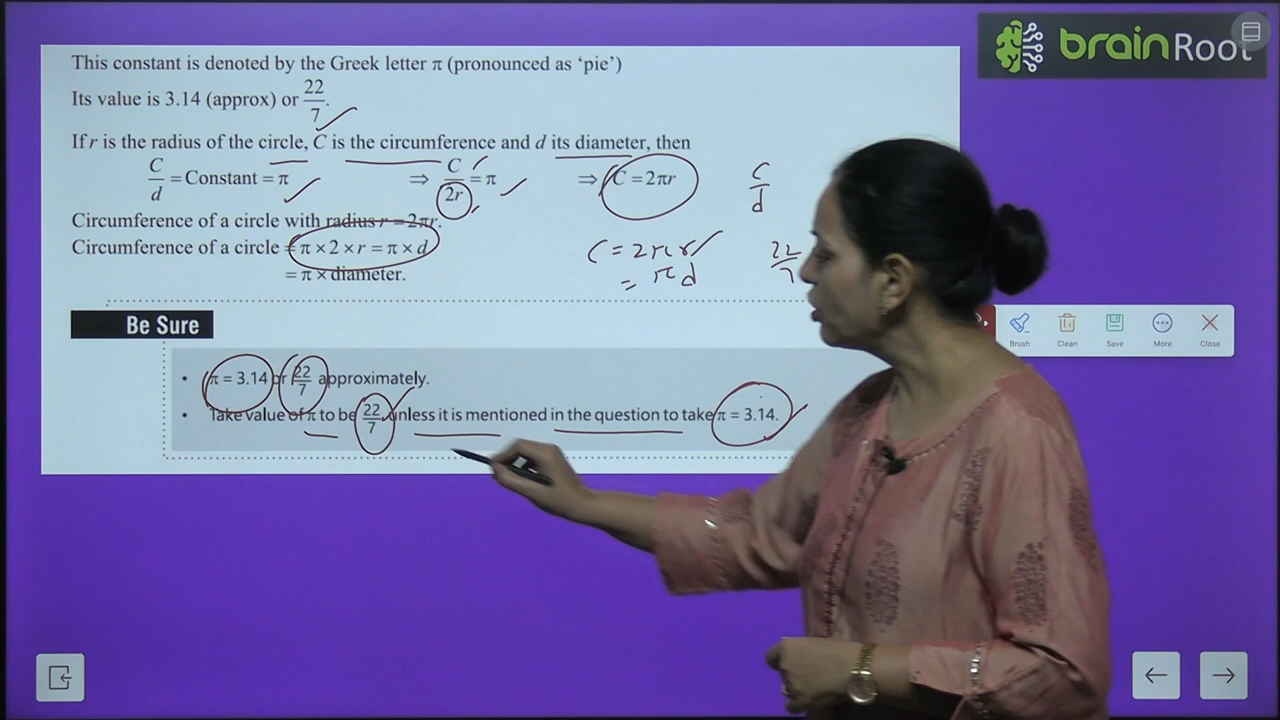 brainRoot
This constant is denoted by the Greek letter π (pronounced as ‘pie’)
Its value is 3.14 (approx) or 22/7.
If r is the radius of the circle, C is the circumference and d its diameter, then
C/d = Constant = π ⇒ C/2r = π ⇒ C = 2πr C/d
Circumference of a circle with radius r = 2πr.
Circumference of a circle = π × 2 × r = π × d C = 2πr 22/7
= π × diameter. = πd
Be Sure
• π = 3.14 or 22/7 approximately.
• Take value of π to be 22/7, unless it is mentioned in the question to take π = 3.14.
Brush Clean Save More Close